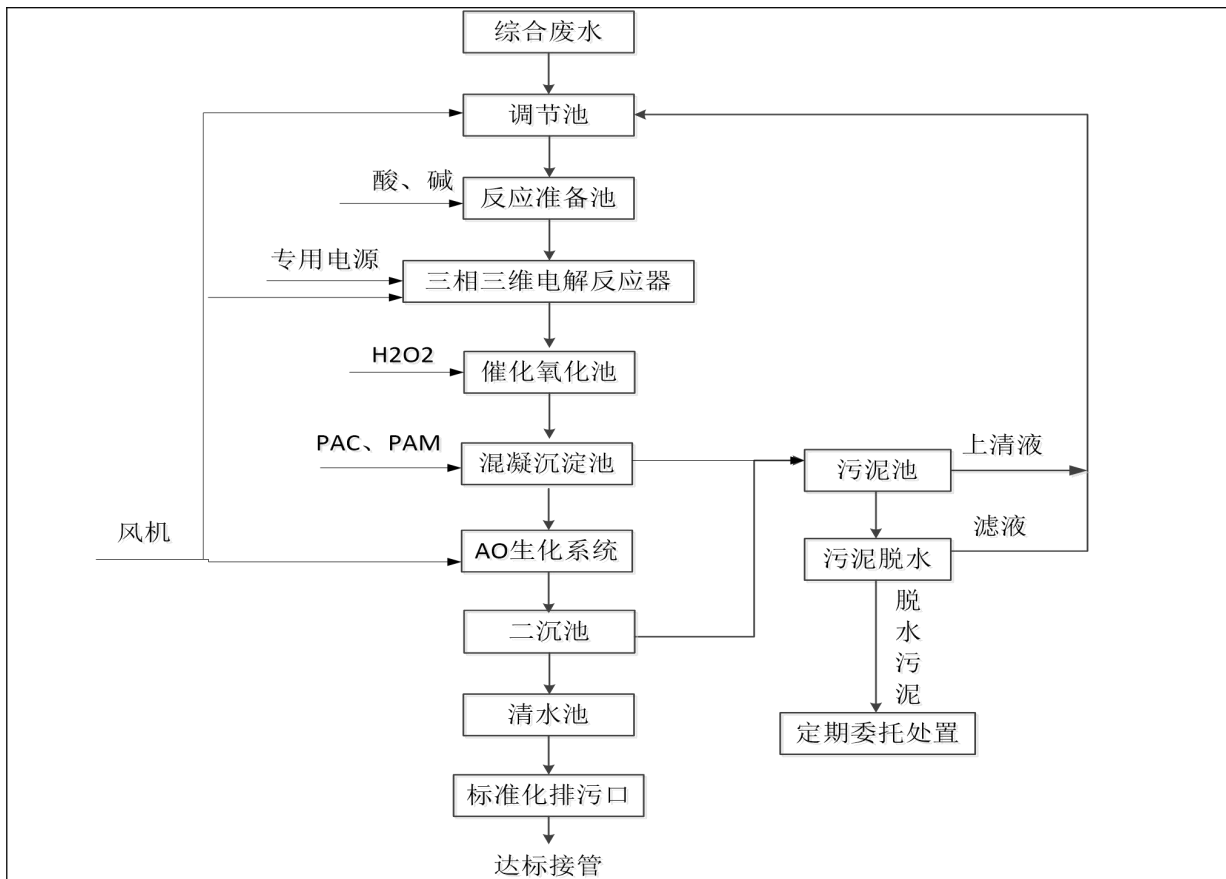 综合废水
调节池
酸、碱
反应准备池
专用电源
三相三维电解反应器
H2O2
催化氧化池
PAC、PAM
混凝沉淀池
污泥池
上清液
风机
AO生化系统
污泥脱水
滤液
脱水污泥
二沉池
清水池
定期委托处置
标准化排污口
达标接管